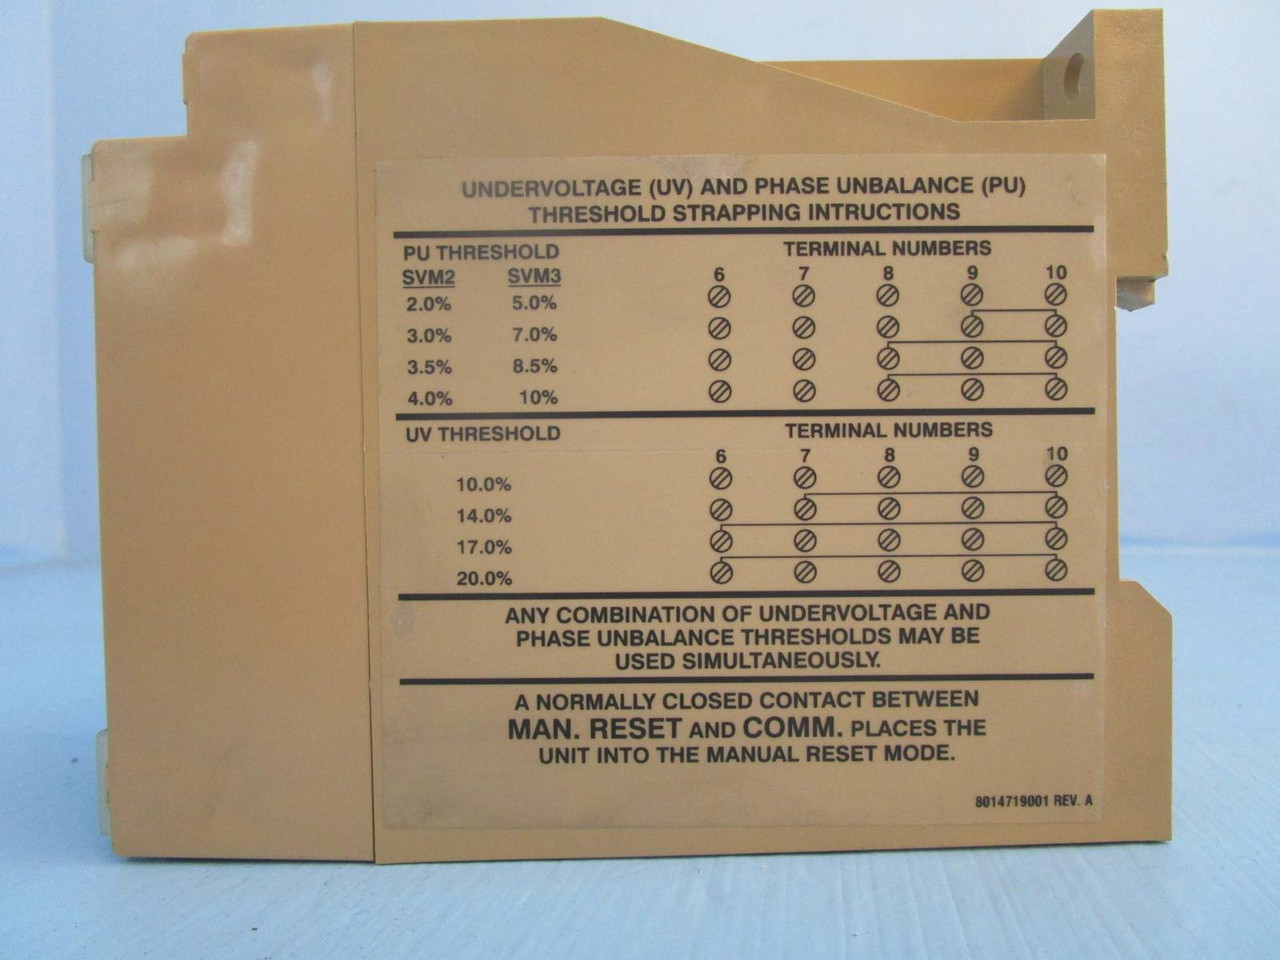 UNDERVOLTAGE (UV) AND PHASE UNBALANCE (PU)
THRESHOLD STRAPPING INTRUCTIONS
PU THRESHOLD TERMINAL NUMBERS
SVM2 SVM3 6 7 8 9 10
2.0% 5.0%
3.0% 7.0%
3.5% 8.5%
4.0% 10%
UV THRESHOLD TERMINAL NUMBERS
6 7 8 9 10
10.0%
14.0%
17.0%
20.0%
ANY COMBINATION OF UNDERVOLTAGE AND
PHASE UNBALANCE THRESHOLDS MAY BE
USED SIMULTANEOUSLY.
A NORMALLY CLOSED CONTACT BETWEEN
MAN. RESET AND COMM. PLACES THE
UNIT INTO THE MANUAL RESET MODE.
8014719001 REV. A